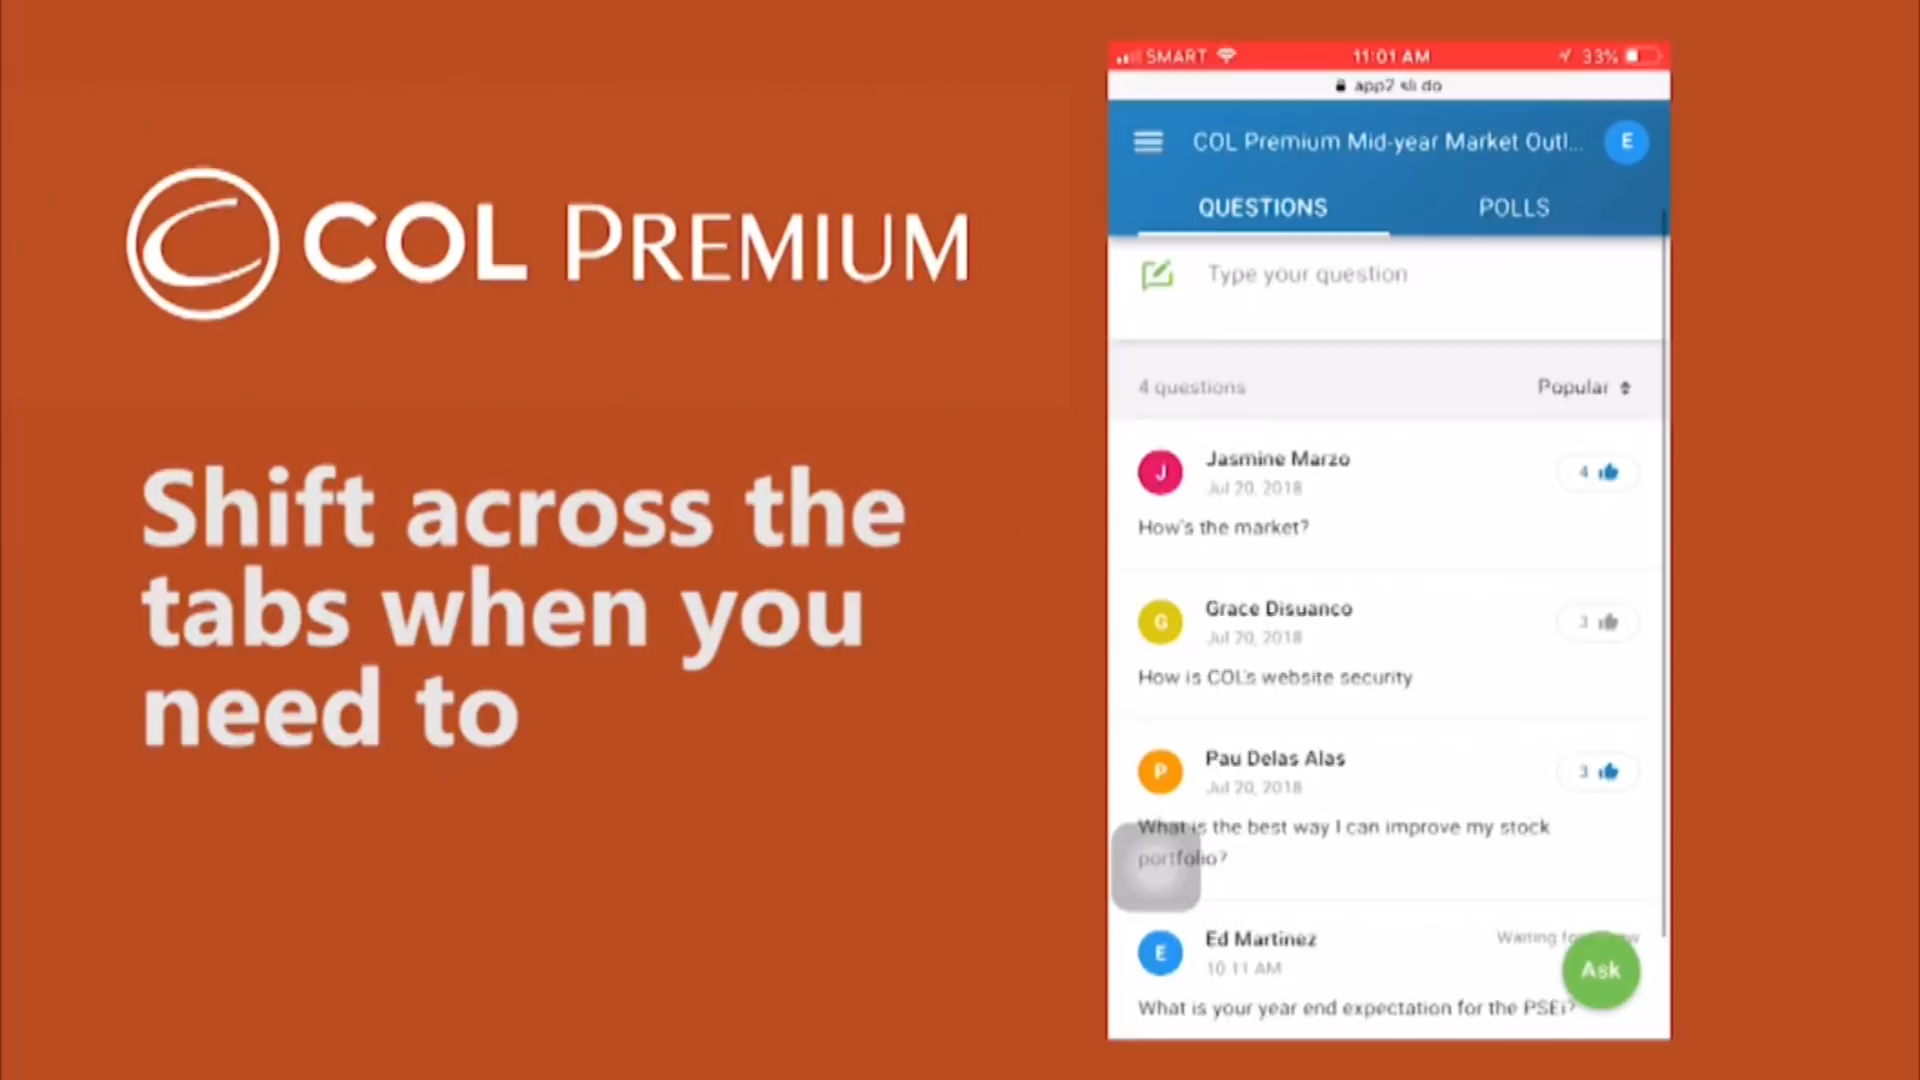 COL PREMIUM
Shift across the
tabs when you
need to
SMART 11:01 AM 33%
app2.sli.do
COL Premium Mid-year Market Outl... E
QUESTIONS POLLS
Type your question
4 questions Popular
J Jasmine Marzo 4
Jul 20, 2018
How's the market?
G Grace Disuanco 3
Jul 20, 2018
How is COL's website security
P Pau Delas Alas 3
Jul 20, 2018
What is the best way I can improve my stock
portfolio?
E Ed Martinez Waiting
10:11 AM
Ask
What is your year end expectation for the PSEi?